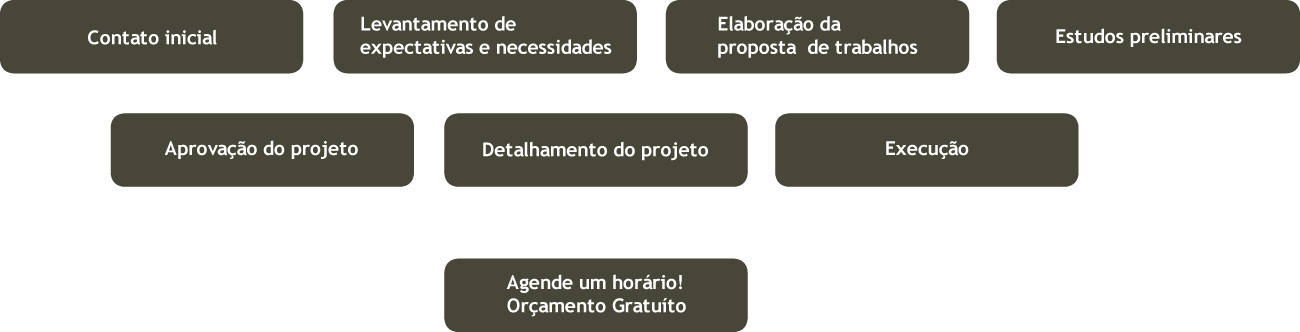 Contato inicial
Levantamento de
expectativas e necessidades
Elaboração da
proposta de trabalhos
Estudos preliminares
Aprovação do projeto
Detalhamento do projeto
Execução
Agende um horário!
Orçamento Gratuíto